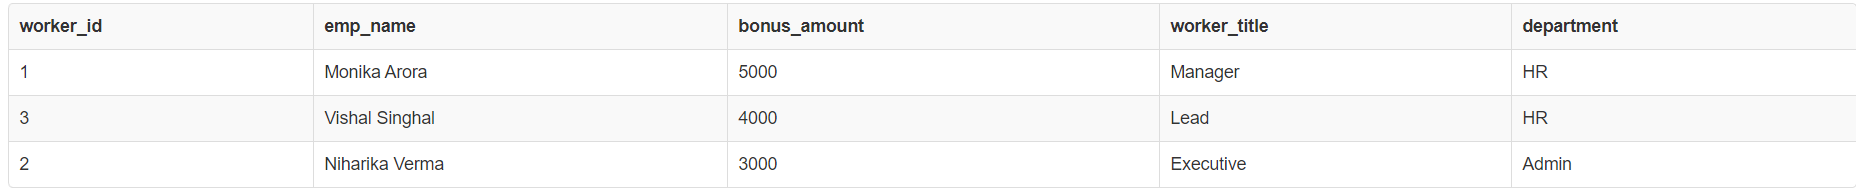 worker_id emp_name bonus_amount worker_title department
1 Monika Arora 5000 Manager HR
3 Vishal Singhal 4000 Lead HR
2 Niharika Verma 3000 Executive Admin